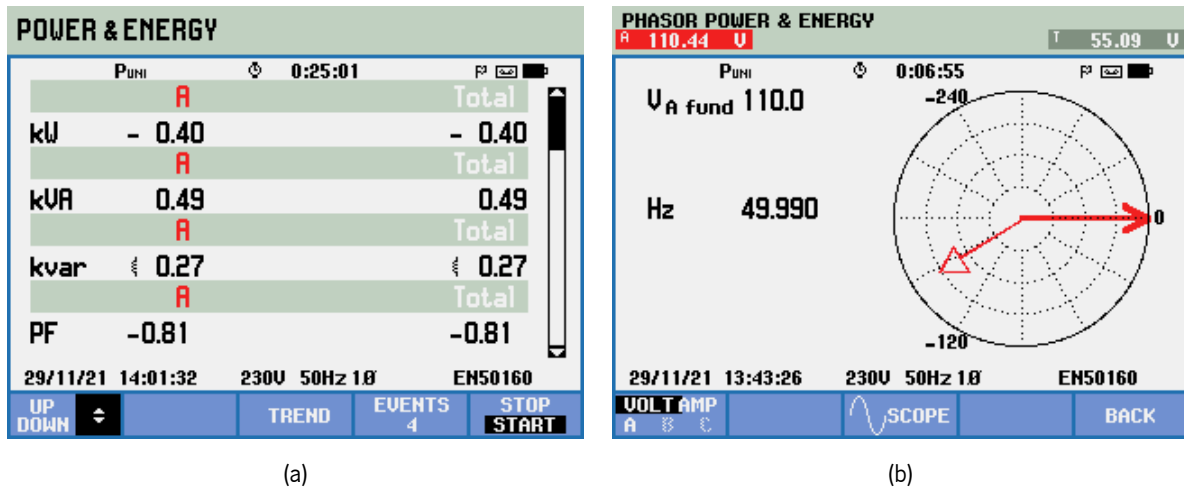 POWER & ENERGY
PUNI 0:25:01
A Total
kW - 0.40 - 0.40
A Total
kVA 0.49 0.49
A Total
kvar 0.27 0.27
A Total
PF -0.81 -0.81
29/11/21 14:01:32 230V 50Hz 1Ø EN50160
UP DOWN TREND EVENTS 4 STOP START
(a)
PHASOR POWER & ENERGY
A 110.44 V T 55.09 V
PUNI 0:06:55
VA fund 110.0
-240
Hz 49.990
0
-120
29/11/21 13:43:26 230V 50Hz 1Ø EN50160
VOLT AMP
A B C SCOPE BACK
(b)